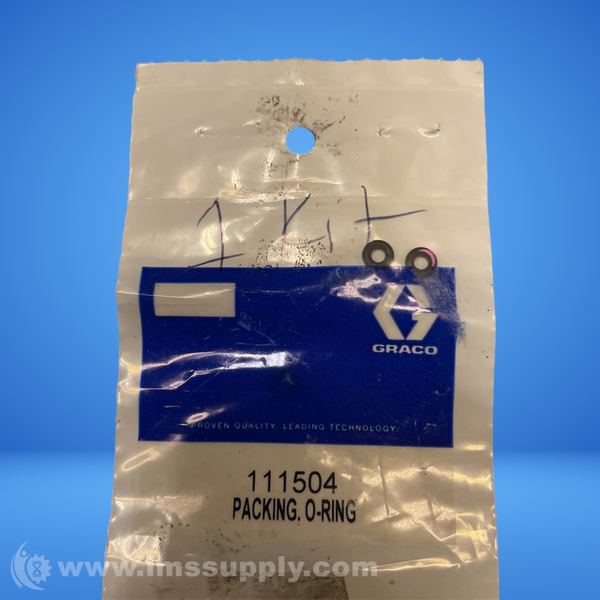 1 Kit
GRACO
PROVEN QUALITY. LEADING TECHNOLOGY.
111504
PACKING, O-RING
www.imssupply.com